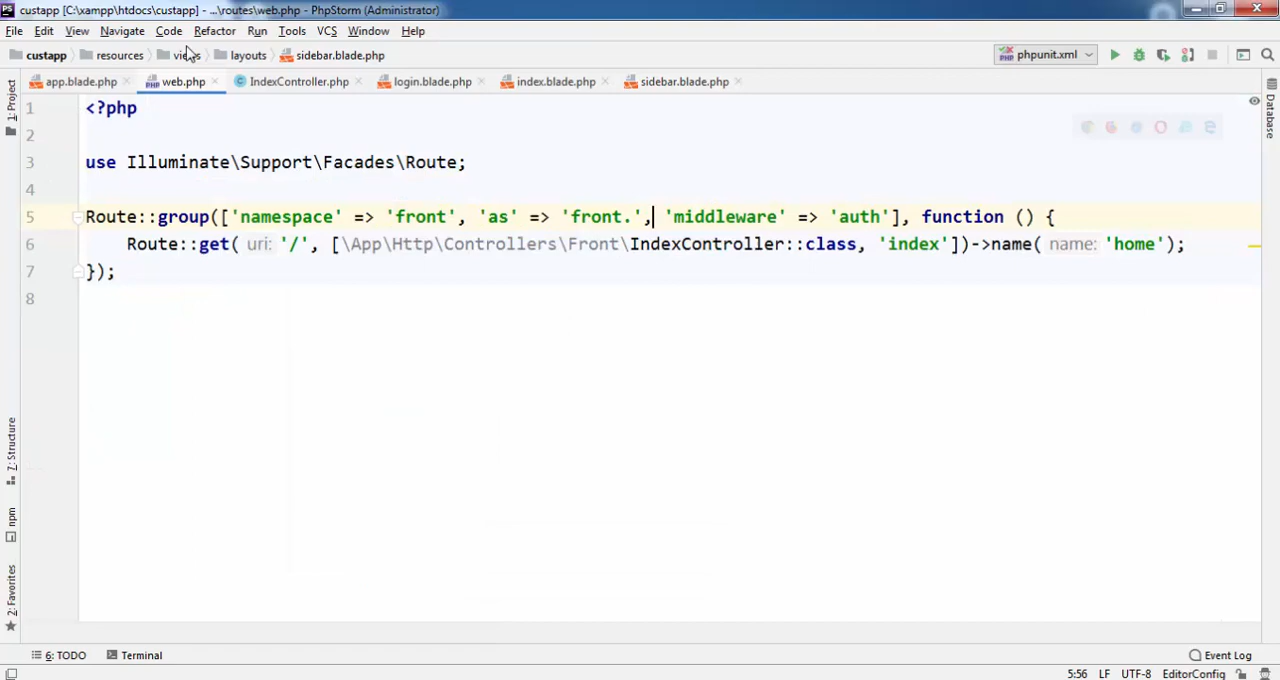 custapp [C:\xampp\htdocs\custapp] - ...\routes\web.php - PhpStorm (Administrator)
File Edit View Navigate Code Refactor Run Tools VCS Window Help
custapp resources views layouts sidebar.blade.php phpunit.xml
app.blade.php web.php IndexController.php login.blade.php index.blade.php sidebar.blade.php
1: Project
Database
1 <?php
2
3 use Illuminate\Support\Facades\Route;
4
5 Route::group(['namespace' => 'front', 'as' => 'front.', 'middleware' => 'auth'], function () {
6 Route::get( uri: '/', [\App\Http\Controllers\Front\IndexController::class, 'index'])->name( name: 'home');
7 });
8
Z: Structure
npm
2: Favorites
6: TODO Terminal Event Log
5:56 LF UTF-8 EditorConfig